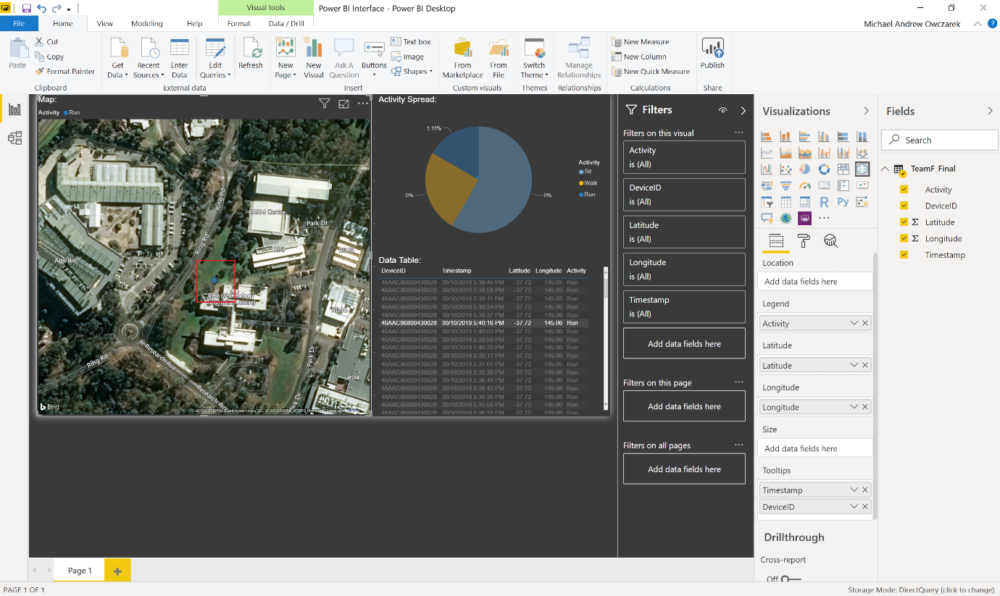 Visual tools
Power BI Interface - Power BI Desktop
File
Home
View
Modeling
Help
Format
Data / Drill
Michael Andrew Owczarek
Paste
Cut
Copy
Format Painter
Clipboard
Get Data
Recent Sources
Enter Data
External data
Edit Queries
Refresh
New Page
New Visual
Ask A Question
Buttons
Text box
Image
Shapes
Insert
From Marketplace
From File
Custom visuals
Switch Theme
Themes
Manage Relationships
Relationships
New Measure
New Column
New Quick Measure
Calculations
Publish
Share
Map:
Activity Run
Ring Rd
CARM Centre
Park Dr
Ring Rd
RD3
Agri Bio
RD2 (Technology
Centre)
Ring Rd
Research Ave
Park Dr
RD4
Research Ave
Park Dr
Bing
Activity Spread:
1.11%
0%
0%
Activity
Sit
Walk
Run
Data Table:
DeviceID Timestamp Latitude Longitude Activity
46AAC86800430028 30/10/2019 5:38:45 PM -37.72 145.05 Run
46AAC86800430028 30/10/2019 5:38:58 PM -37.72 145.05 Run
46AAC86800430028 30/10/2019 5:39:11 PM -37.72 145.05 Run
46AAC86800430028 30/10/2019 5:39:24 PM -37.72 145.06 Run
46AAC86800430028 30/10/2019 5:39:37 PM -37.72 145.06 Run
46AAC86800430028 30/10/2019 5:40:16 PM -37.72 145.06 Run
46AAC86800430028 30/10/2019 5:40:03 PM -37.72 145.06 Run
46AAC86800430028 30/10/2019 5:39:50 PM -37.72 145.06 Run
46AAC86800430028 30/10/2019 5:40:29 PM -37.72 145.06 Run
46AAC86800430028 30/10/2019 5:35:17 PM -37.72 145.06 Run
46AAC86800430028 30/10/2019 5:37:01 PM -37.72 145.06 Run
46AAC86800430028 30/10/2019 5:35:30 PM -37.72 145.06 Run
46AAC86800430028 30/10/2019 5:36:48 PM -37.72 145.06 Run
46AAC86800430028 30/10/2019 5:35:43 PM -37.72 145.06 Run
46AAC86800430028 30/10/2019 5:36:35 PM -37.72 145.06 Run
46AAC86800430028 30/10/2019 5:35:56 PM -37.72 145.06 Run
46AAC86800430028 30/10/2019 5:36:22 PM -37.72 145.06 Run
Filters
Filters on this visual
Activity
is (All)
DeviceID
is (All)
Latitude
is (All)
Longitude
is (All)
Timestamp
is (All)
Add data fields here
Filters on this page
Add data fields here
Filters on all pages
Add data fields here
Visualizations
Location
Add data fields here
Legend
Activity
Latitude
Latitude
Longitude
Longitude
Size
Add data fields here
Tooltips
Timestamp
DeviceID
Drillthrough
Cross-report
Off
Fields
Search
TeamF_Final
Activity
DeviceID
Σ Latitude
Σ Longitude
Timestamp
Page 1
PAGE 1 OF 1
Storage Mode: DirectQuery (click to change)